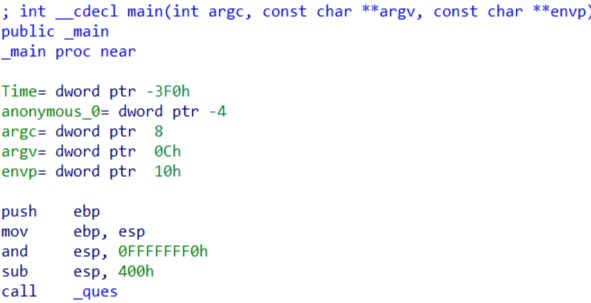 ; int __cdecl main(int argc, const char **argv, const char **envp)
public _main
_main proc near
Time= dword ptr -3F0h
anonymous_0= dword ptr -4
argc= dword ptr  8
argv= dword ptr  0Ch
envp= dword ptr  10h
push    ebp
mov     ebp, esp
and     esp, 0FFFFFFF0h
sub     esp, 400h
call    _ques